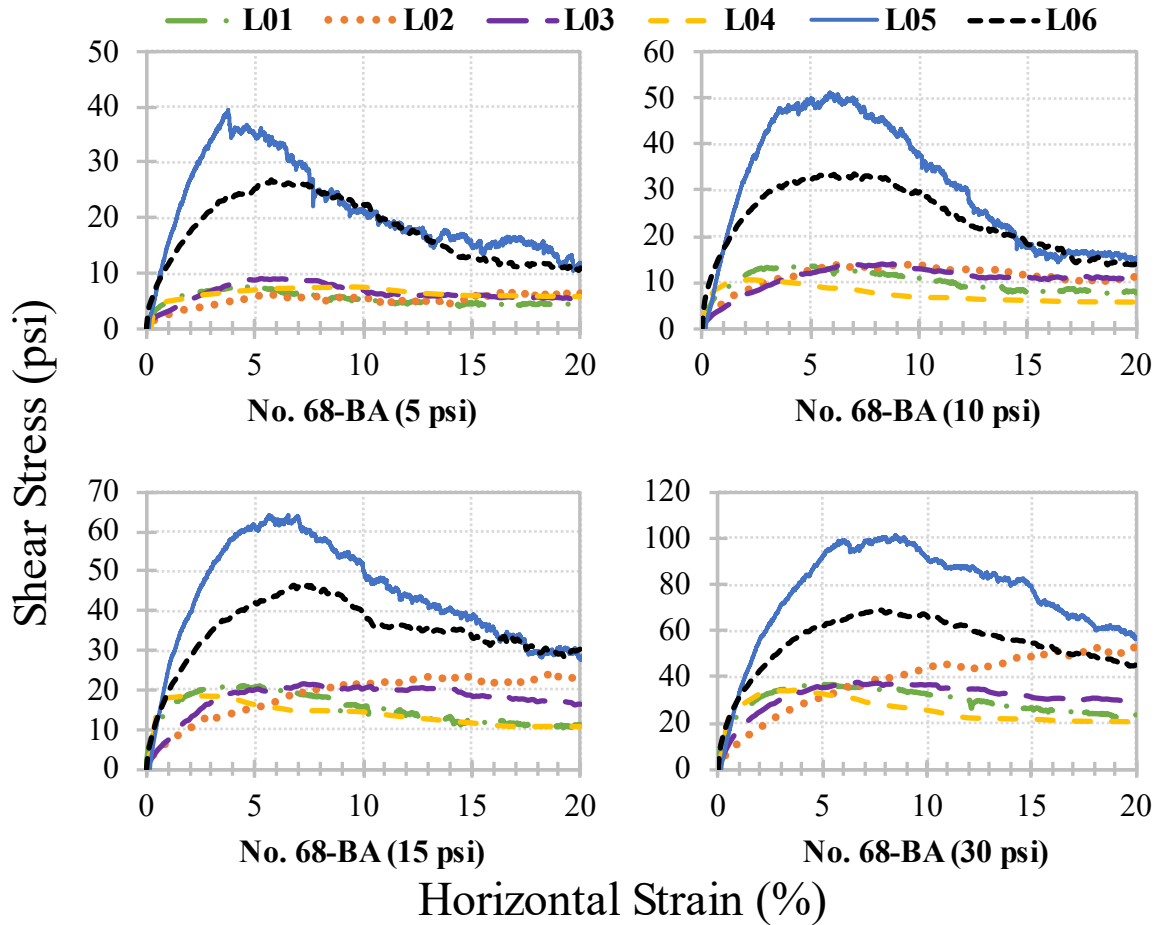 L01 L02 L03 L04 L05 L06
Shear Stress (psi)
50
40
30
20
10
0
0 5 10 15 20
No. 68-BA (5 psi)
60
50
40
30
20
10
0
0 5 10 15 20
No. 68-BA (10 psi)
70
60
50
40
30
20
10
0
0 5 10 15 20
No. 68-BA (15 psi)
120
100
80
60
40
20
0
0 5 10 15 20
No. 68-BA (30 psi)
Horizontal Strain (%)